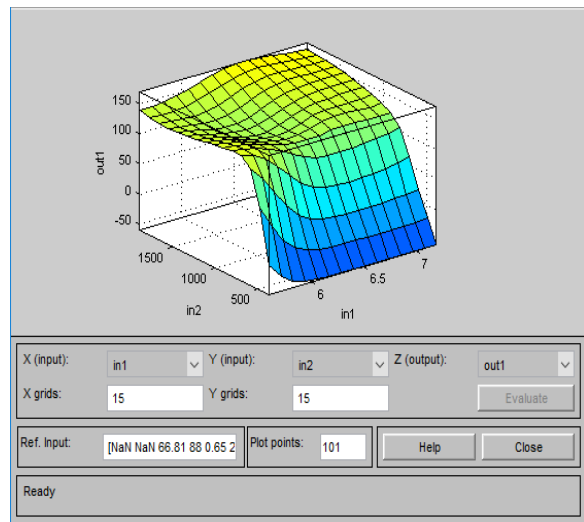 150
100
50
0
-50
out1
1500
1000
500
in2
6
6.5
7
in1
X (input): in1 Y (input): in2 Z (output): out1
X grids: 15 Y grids: 15 Evaluate
Ref. Input: [NaN NaN 66.81 88 0.65 2 Plot points: 101 Help Close
Ready